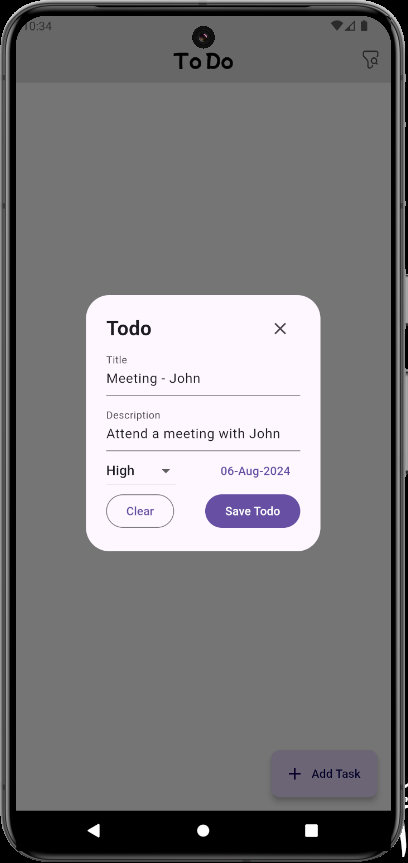 10:34
To Do
Todo
Title
Meeting - John
Description
Attend a meeting with John
High
06-Aug-2024
Clear
Save Todo
Add Task